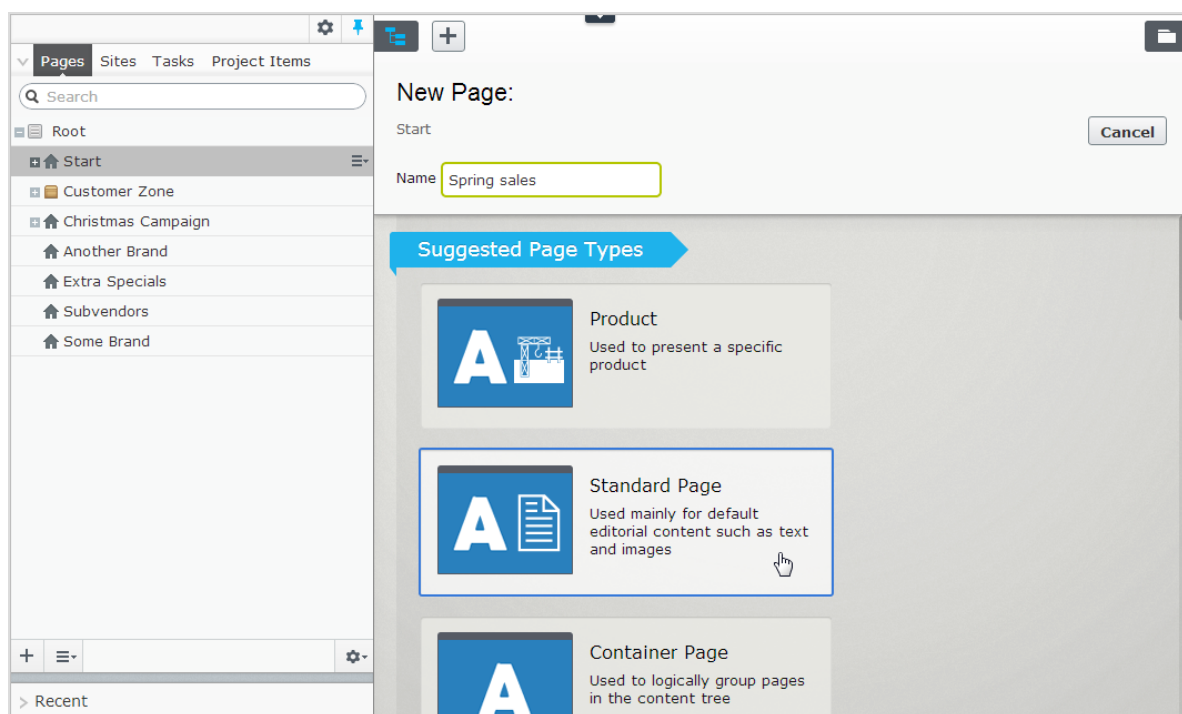 Pages Sites Tasks Project Items
Search
Root
Start
Customer Zone
Christmas Campaign
Another Brand
Extra Specials
Subvendors
Some Brand
Recent
New Page:
Start
Cancel
Name Spring sales
Suggested Page Types
A
Product
Used to present a specific
product
A
Standard Page
Used mainly for default
editorial content such as text
and images
A
Container Page
Used to logically group pages
in the content tree